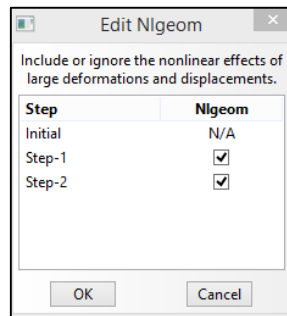 Edit Nlgeom
Include or ignore the nonlinear effects of
large deformations and displacements.
Step Nlgeom
Initial N/A
Step-1
Step-2
OK Cancel